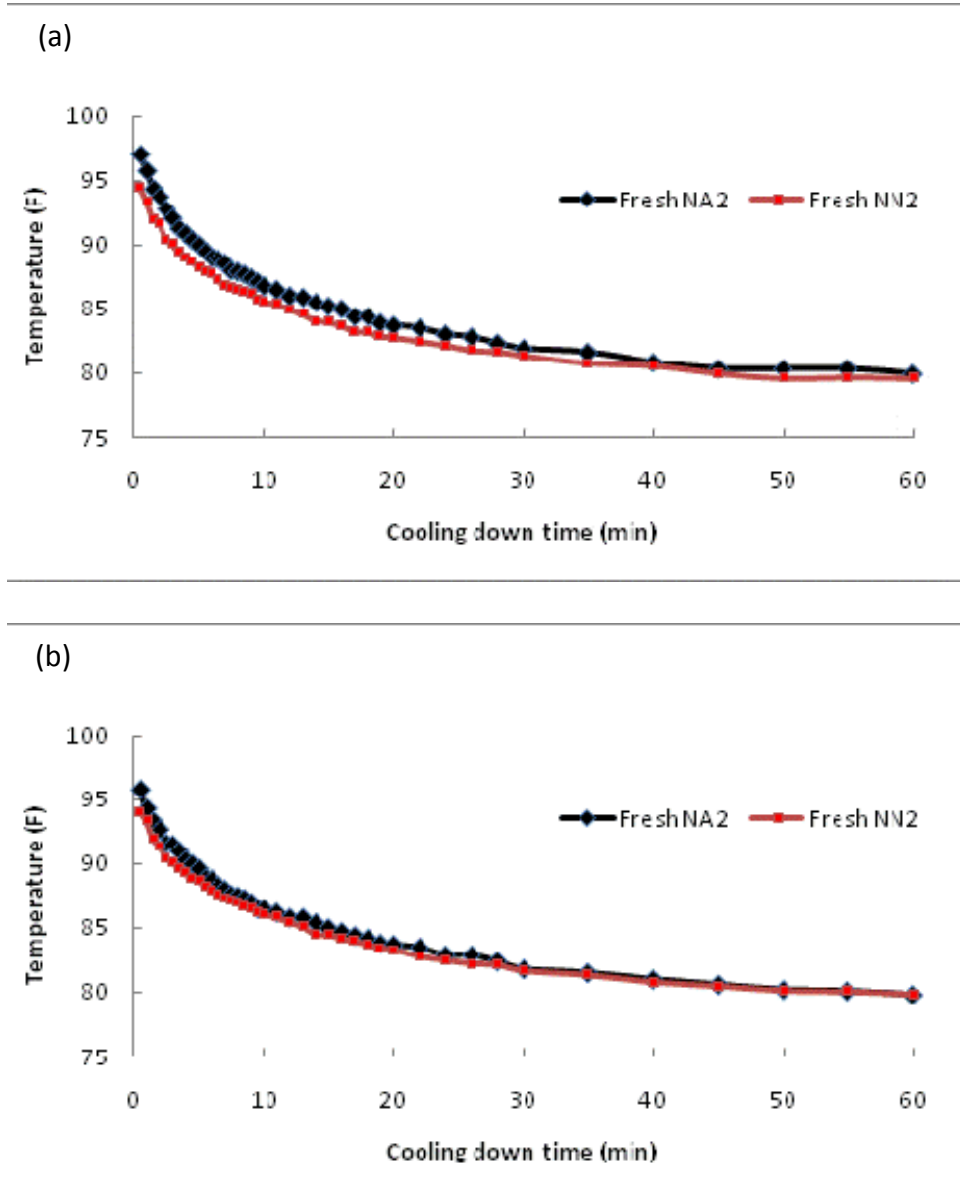 (a)
100
95
90
85
80
75
Temperature (F)
Fresh NA2 Fresh NN2
0 10 20 30 40 50 60
Cooling down time (min)
(b)
100
95
90
85
80
75
Temperature (F)
Fresh NA2 Fresh NN2
0 10 20 30 40 50 60
Cooling down time (min)